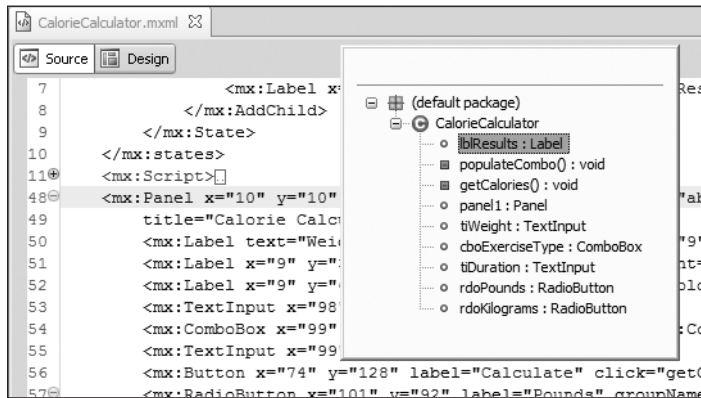 CalorieCalculator.mxml
Source Design
7 <mx:Label x
8 </mx:AddChild>
9 </mx:State>
10 </mx:states>
11 <mx:Script>
48 <mx:Panel x="10" y="10"
49 title="Calorie Calc
50 <mx:Label text="Wei "9"
51 <mx:Label x="9" y=" nt=
52 <mx:Label x="9" y="
53 <mx:TextInput x="98"
54 <mx:ComboBox x="99" :Co
55 <mx:TextInput x="99
56 <mx:Button x="74" y="128" label="Calculate" click="getC
57 <mx:RadioButton x="101" y="92" label="Pounds" groupName
(default package)
CalorieCalculator
lblResults : Label
populateCombo() : void
getCalories() : void
panel1 : Panel
tiWeight : TextInput
cboExerciseType : ComboBox
tiDuration : TextInput
rdoPounds : RadioButton
rdoKilograms : RadioButton